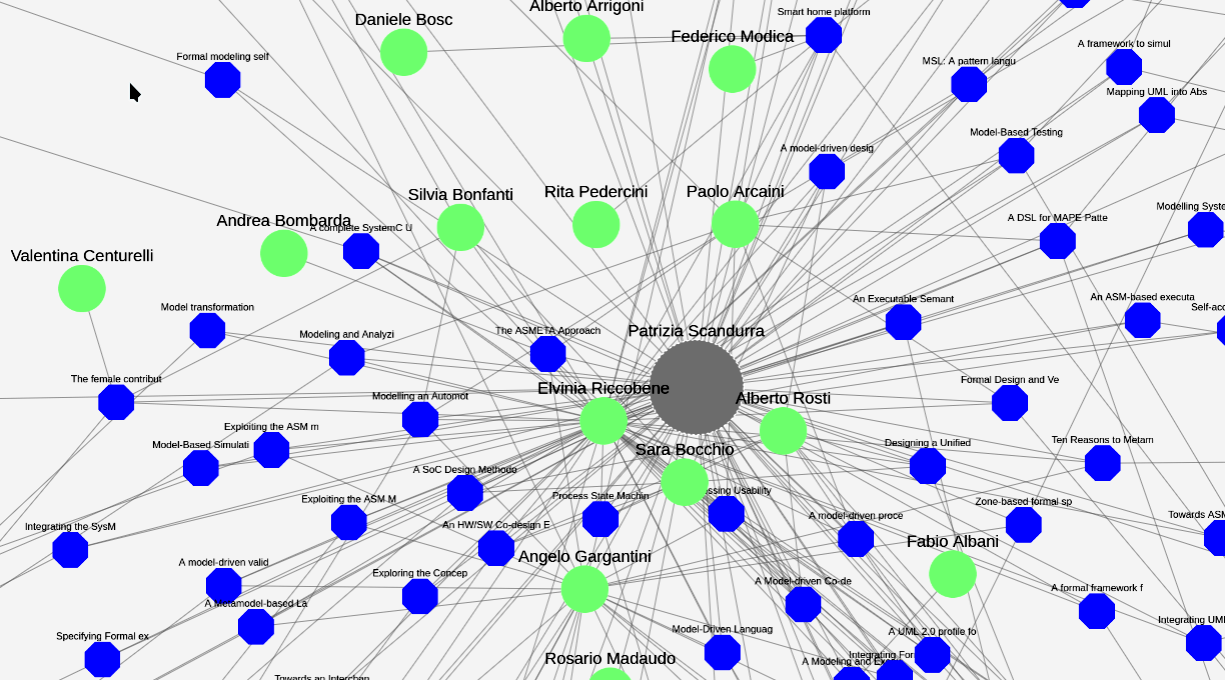 Alberto Arrigoni
Daniele Bosc
Smart home platform
Federico Modica
A framework to simul
Formal modeling self
MSL: A pattern langu
Mapping UML into Abs
Model-Based Testing
A model-driven desig
Silvia Bonfanti
Rita Pedercini
Paolo Arcaini
Modelling Syste
Andrea Bombarda
A complete SystemC U
A DSL for MAPE Patte
Valentina Centurelli
An Executable Semant
An ASM-based executa
Model transformation
Self-acc
Modeling and Analyzi
The ASMETA Approach
Patrizia Scandurra
The female contribut
Formal Design and Ve
Elvinia Riccobene
Modelling an Automot
Alberto Rosti
Exploiting the ASM m
Model-Based Simulati
Designing a Unified
Ten Reasons to Metam
Sara Bocchio
A SoC Design Methodo
ssing Usability
Exploiting the ASM M
Process State Machin
Zone-based formal sp
Integrating the SysM
An HW/SW Co-design E
A model-driven proce
Towards ASM
Fabio Albani
Angelo Gargantini
A model-driven valid
Exploring the Concep
A Model-driven Co-de
A formal framework f
A Metamodel-based La
Integrating UML
Specifying Formal ex
Model-Driven Languag
A UML 2.0 profile fo
Rosario Madaudo
Integrating For
A Modeling and Exe
Towards an Interchan